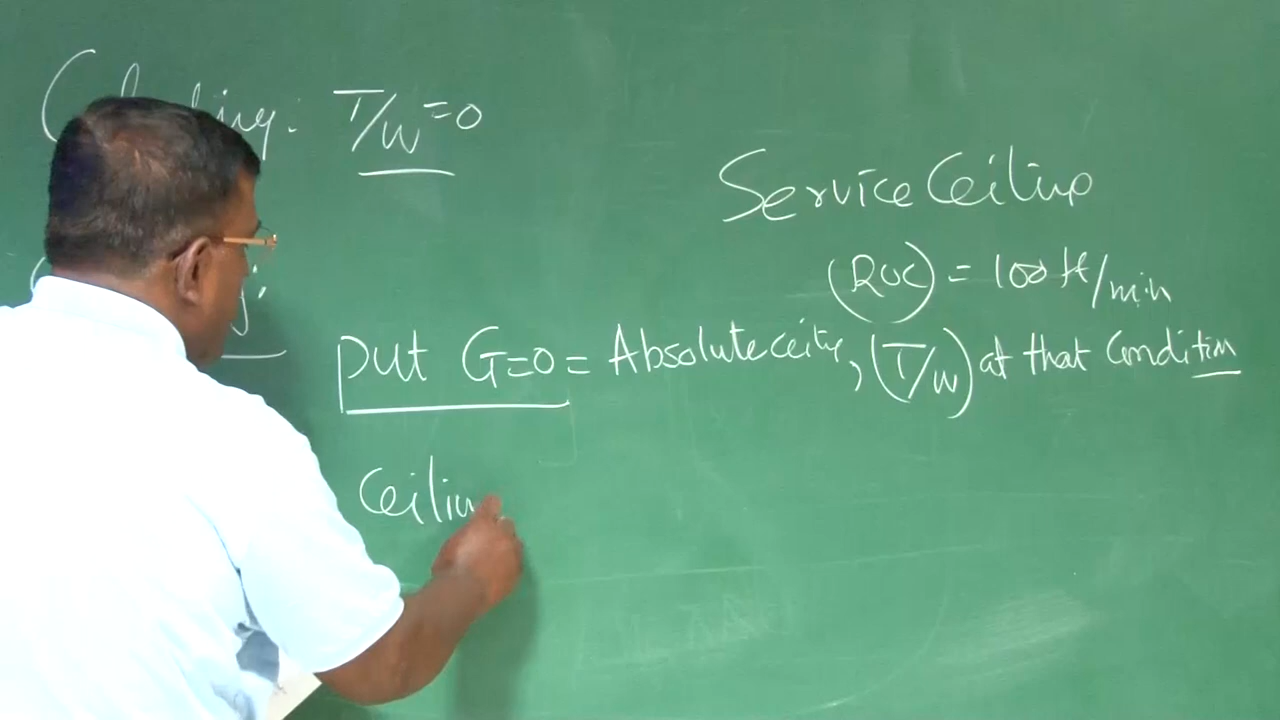 T/W = 0
Service Ceiling
(ROC) = 100 ft/min
put G=0 = Absolute ceiling, (T/W) at that Condition
Ceilin